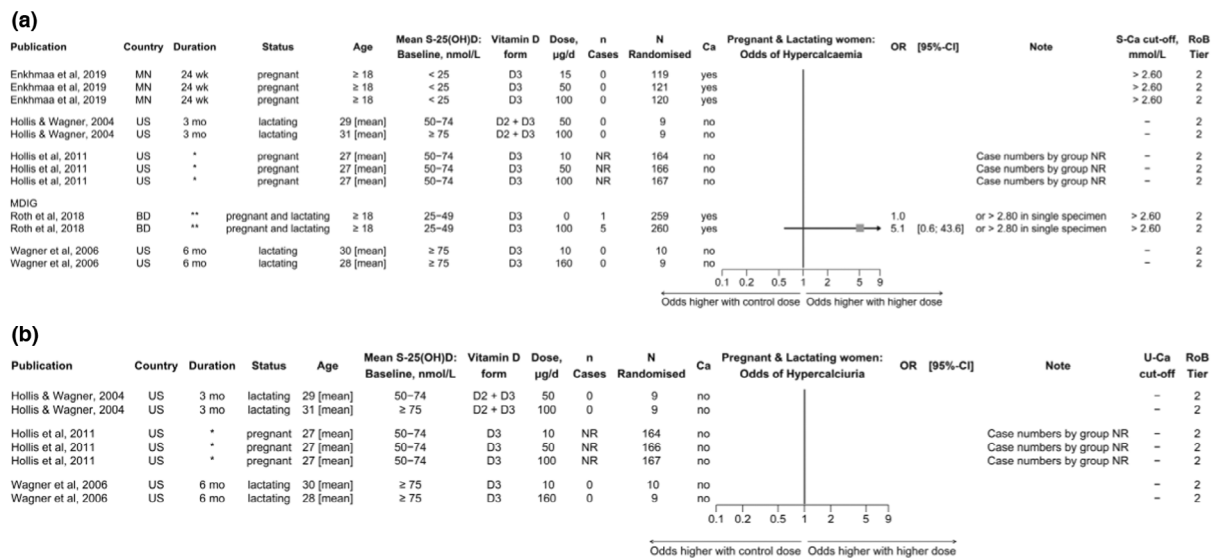 (a)
Publication Country Duration Status Age Mean S-25(OH)D: Baseline, nmol/L Vitamin D form Dose, µg/d n Cases N Randomised Ca Pregnant & Lactating women: Odds of Hypercalcaemia OR [95%-CI] Note S-Ca cut-off, mmol/L RoB Tier
Enkhmaa et al, 2019 MN 24 wk pregnant ≥ 18 < 25 D3 15 0 119 yes > 2.60 2
Enkhmaa et al, 2019 MN 24 wk pregnant ≥ 18 < 25 D3 50 0 121 yes > 2.60 2
Enkhmaa et al, 2019 MN 24 wk pregnant ≥ 18 < 25 D3 100 0 120 yes > 2.60 2
Hollis & Wagner, 2004 US 3 mo lactating 29 [mean] 50−74 D2 + D3 50 0 9 no − 2
Hollis & Wagner, 2004 US 3 mo lactating 31 [mean] ≥ 75 D2 + D3 100 0 9 no − 2
Hollis et al, 2011 US * pregnant 27 [mean] 50−74 D3 10 NR 164 no Case numbers by group NR − 2
Hollis et al, 2011 US * pregnant 27 [mean] 50−74 D3 50 NR 166 no Case numbers by group NR − 2
Hollis et al, 2011 US * pregnant 27 [mean] 50−74 D3 100 NR 167 no Case numbers by group NR − 2
MDIG
Roth et al, 2018 BD ** pregnant and lactating ≥ 18 25−49 D3 0 1 259 yes 1.0 or > 2.80 in single specimen > 2.60 2
Roth et al, 2018 BD ** pregnant and lactating ≥ 18 25−49 D3 100 5 260 yes 5.1 [0.6; 43.6] or > 2.80 in single specimen > 2.60 2
Wagner et al, 2006 US 6 mo lactating 30 [mean] ≥ 75 D3 10 0 10 no − 2
Wagner et al, 2006 US 6 mo lactating 28 [mean] ≥ 75 D3 160 0 9 no − 2
0.1 0.2 0.5 1 2 5 9
Odds higher with control dose Odds higher with higher dose
(b)
Publication Country Duration Status Age Mean S-25(OH)D: Baseline, nmol/L Vitamin D form Dose, µg/d n Cases N Randomised Ca Pregnant & Lactating women: Odds of Hypercalciuria OR [95%-CI] Note U-Ca cut-off RoB Tier
Hollis & Wagner, 2004 US 3 mo lactating 29 [mean] 50−74 D2 + D3 50 0 9 no − 2
Hollis & Wagner, 2004 US 3 mo lactating 31 [mean] ≥ 75 D2 + D3 100 0 9 no − 2
Hollis et al, 2011 US * pregnant 27 [mean] 50−74 D3 10 NR 164 no Case numbers by group NR − 2
Hollis et al, 2011 US * pregnant 27 [mean] 50−74 D3 50 NR 166 no Case numbers by group NR − 2
Hollis et al, 2011 US * pregnant 27 [mean] 50−74 D3 100 NR 167 no Case numbers by group NR − 2
Wagner et al, 2006 US 6 mo lactating 30 [mean] ≥ 75 D3 10 0 10 no − 2
Wagner et al, 2006 US 6 mo lactating 28 [mean] ≥ 75 D3 160 0 9 no − 2
0.1 0.2 0.5 1 2 5 9
Odds higher with control dose Odds higher with higher dose